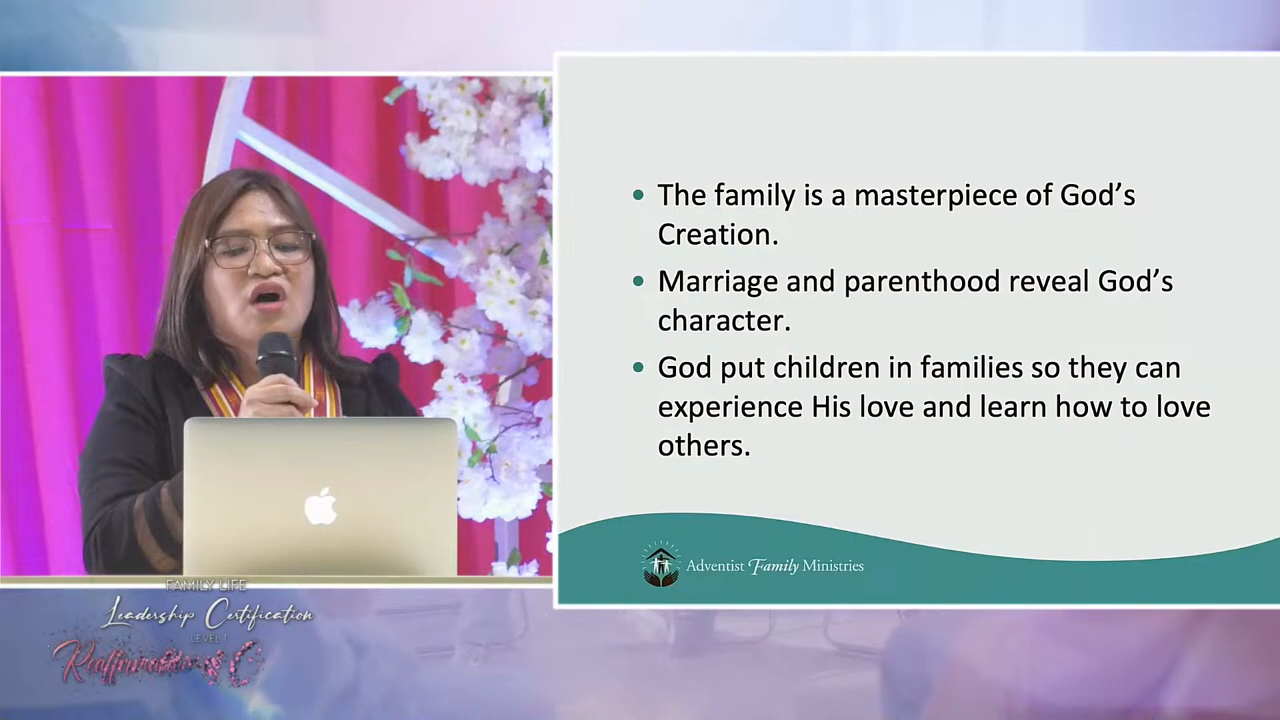 The family is a masterpiece of God's
Creation.
Marriage and parenthood reveal God's
character.
God put children in families so they can
experience His love and learn how to love
others.
Adventist Family Ministries
FAMILY LIFE
Leadership Certification
LEVEL 1